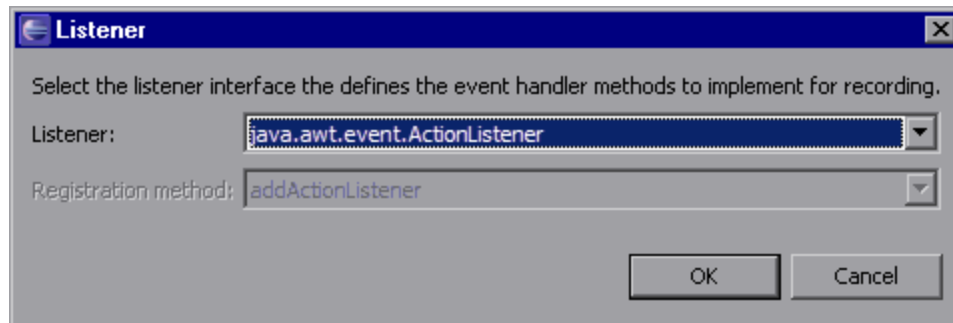 Listener
Select the listener interface the defines the event handler methods to implement for recording.
Listener: java.awt.event.ActionListener
Registration method: addActionListener
OK Cancel